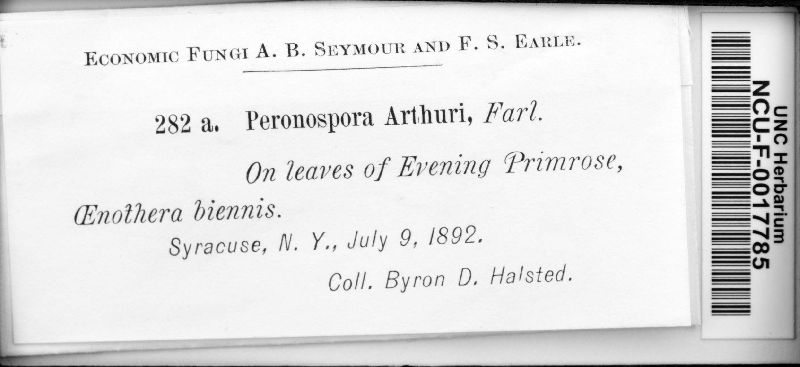 Economic Fungi A. B. Seymour and F. S. Earle.
282 a. Peronospora Arthuri, Farl.
On leaves of Evening Primrose,
Œnothera biennis.
Syracuse, N. Y., July 9, 1892.
Coll. Byron D. Halsted.
UNC Herbarium
NCU-F-0017785